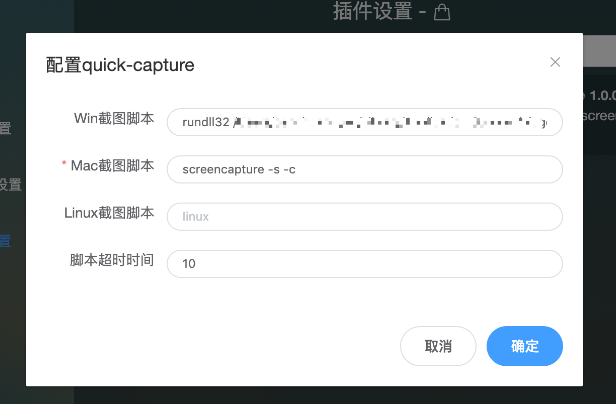 插件设置 -
配置quick-capture
1.0.0
置
Win截图脚本
rundll32
screen
* Mac截图脚本
screencapture -s -c
设置
Linux截图脚本
linux
置
脚本超时时间
10
取消
确定